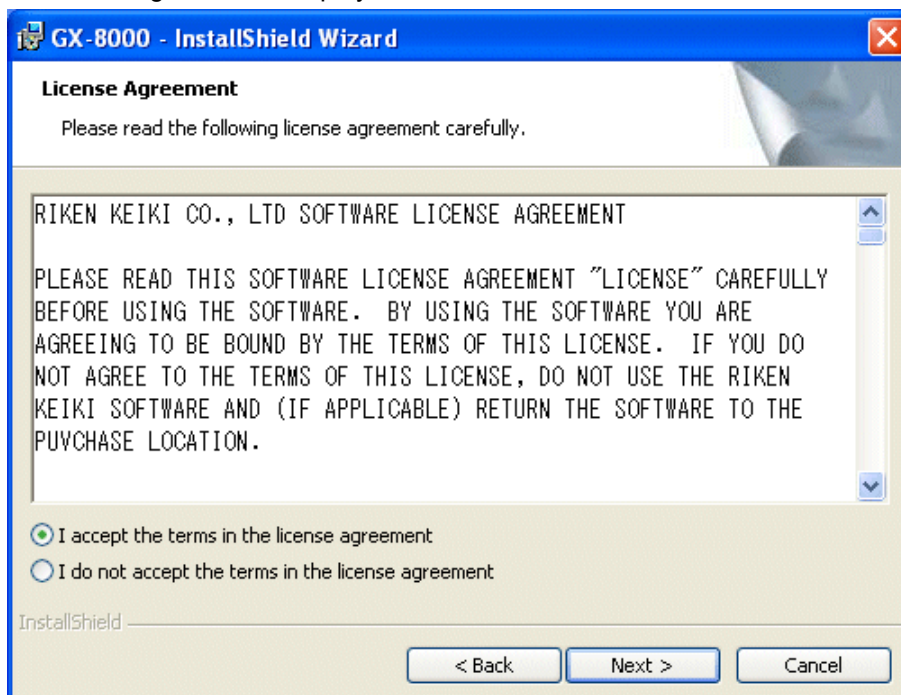 GX-8000 - InstallShield Wizard
License Agreement
Please read the following license agreement carefully.
RIKEN KEIKI CO., LTD SOFTWARE LICENSE AGREEMENT
PLEASE READ THIS SOFTWARE LICENSE AGREEMENT "LICENSE" CAREFULLY
BEFORE USING THE SOFTWARE.  BY USING THE SOFTWARE YOU ARE
AGREEING TO BE BOUND BY THE TERMS OF THIS LICENSE.  IF YOU DO
NOT AGREE TO THE TERMS OF THIS LICENSE, DO NOT USE THE RIKEN
KEIKI SOFTWARE AND (IF APPLICABLE) RETURN THE SOFTWARE TO THE
PUVCHASE LOCATION.
I accept the terms in the license agreement
I do not accept the terms in the license agreement
InstallShield
< Back Next > Cancel